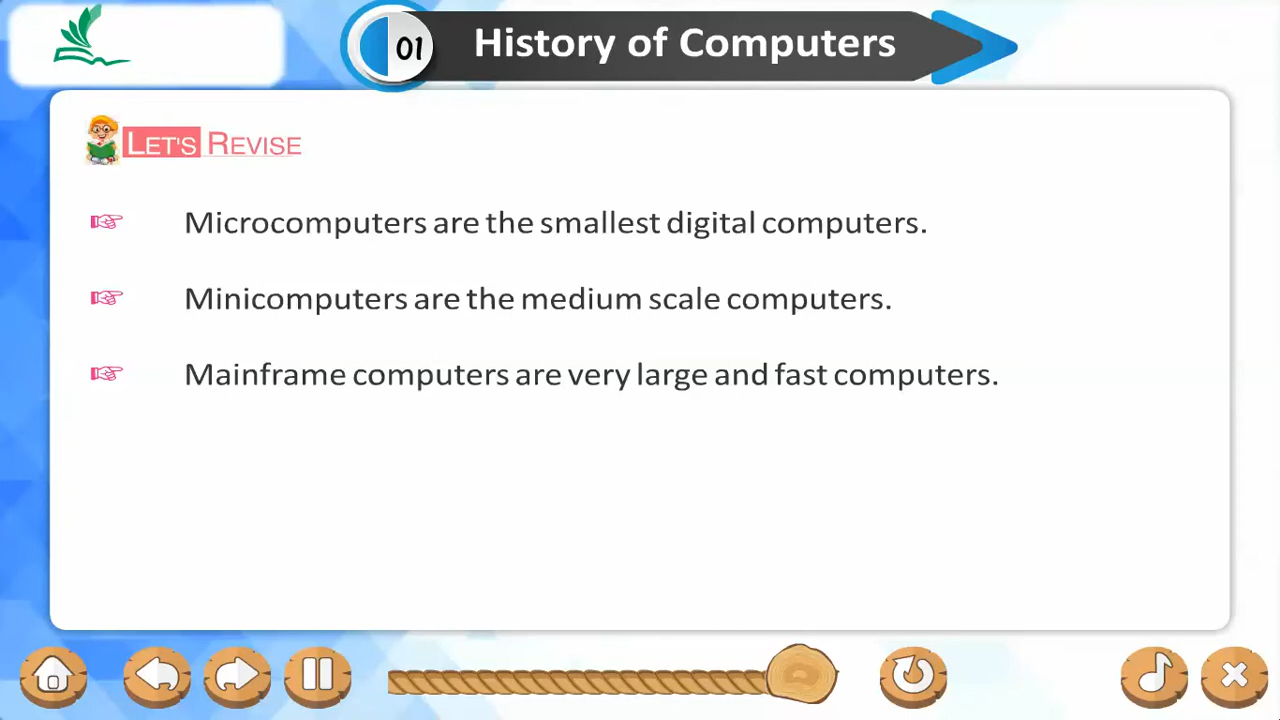 01
History of Computers
LET'S REVISE
Microcomputers are the smallest digital computers.
Minicomputers are the medium scale computers.
Mainframe computers are very large and fast computers.